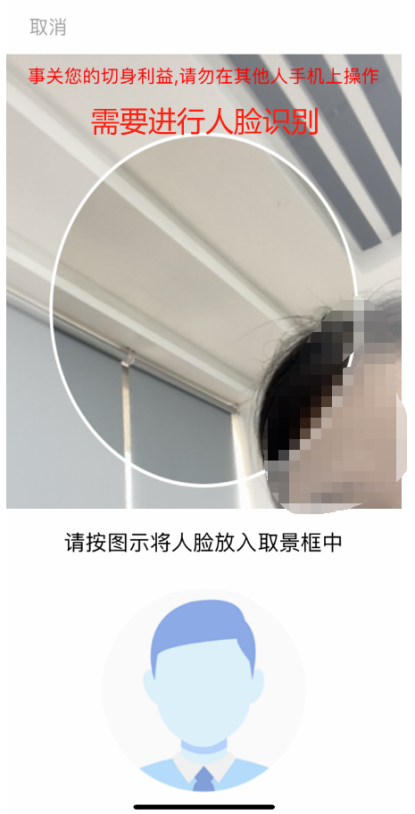 取消
事关您的切身利益,请勿在其他人手机上操作
需要进行人脸识别
请按图示将人脸放入取景框中